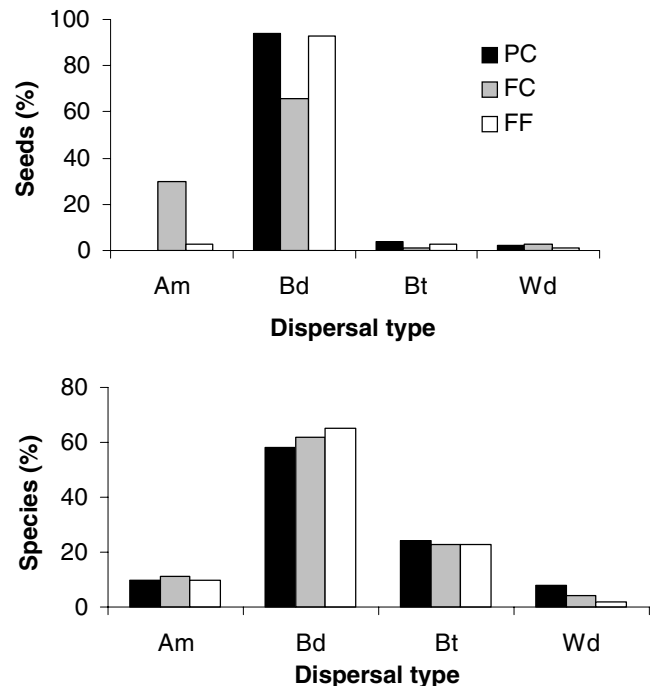 100
80
60
40
20
0
Seeds (%)
PC
FC
FF
Am Bd Bt Wd
Dispersal type
80
60
40
20
0
Species (%)
Am Bd Bt Wd
Dispersal type